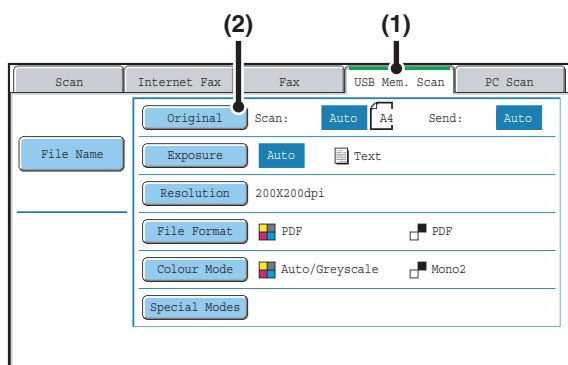 (2) (1)
Scan Internet Fax Fax USB Mem. Scan PC Scan
Original Scan: Auto A4 Send: Auto
File Name Exposure Auto Text
Resolution 200X200dpi
File Format PDF PDF
Colour Mode Auto/Greyscale Mono2
Special Modes